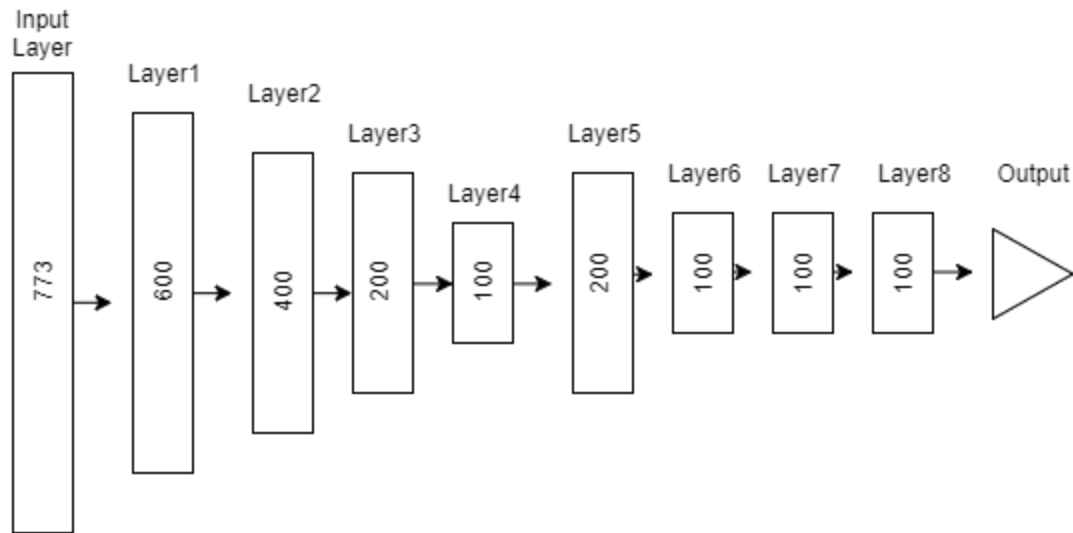 Input
Layer
Layer1
Layer2
Layer3
Layer4
Layer5
Layer6
Layer7
Layer8
Output
773
600
400
200
100
200
100
100
100